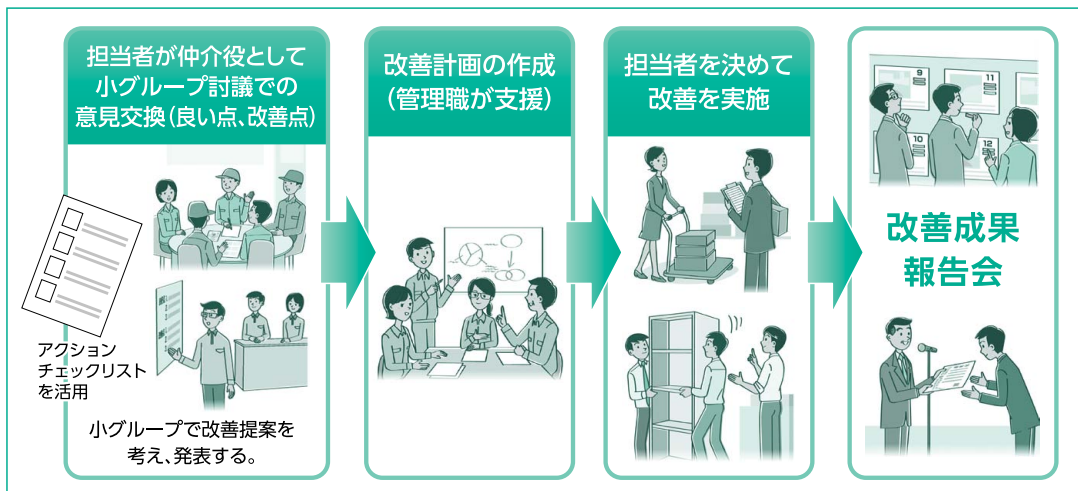 担当者が仲介役として
小グループ討議での
意見交換（良い点、改善点）
アクション
チェックリスト
を活用
小グループで改善提案を
考え、発表する。
改善計画の作成
（管理職が支援）
担当者を決めて
改善を実施
9
11
10
12
改善成果
報告会